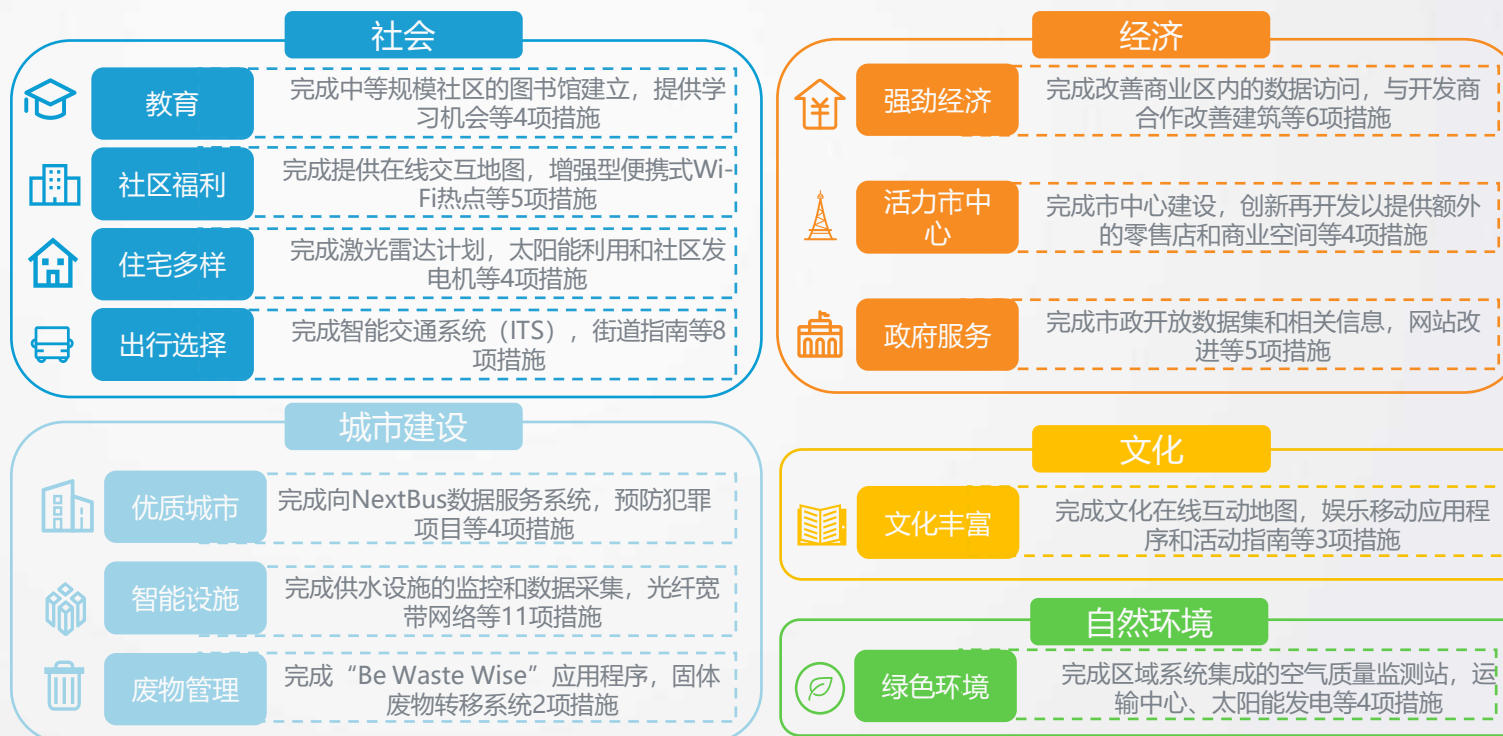 社会
教育
完成中等规模社区的图书馆建立，提供学
习机会等4项措施
社区福利
完成提供在线交互地图，增强型便携式Wi-
Fi热点等5项措施
住宅多样
完成激光雷达计划，太阳能利用和社区发
电机等4项措施
出行选择
完成智能交通系统（ITS），街道指南等8
项措施
经济
强劲经济
完成改善商业区内的数据访问，与开发商
合作改善建筑等6项措施
活力市中
心
完成市中心建设，创新再开发以提供额外
的零售店和商业空间等4项措施
政府服务
完成市政开放数据集和相关信息，网站改
进等5项措施
城市建设
优质城市
完成向NextBus数据服务系统，预防犯罪
项目等4项措施
智能设施
完成供水设施的监控和数据采集，光纤宽
带网络等11项措施
废物管理
完成“Be Waste Wise”应用程序，固体
废物转移系统2项措施
文化
文化丰富
完成文化在线互动地图，娱乐移动应用程
序和活动指南等3项措施
自然环境
绿色环境
完成区域系统集成的空气质量监测站，运
输中心、太阳能发电等4项措施